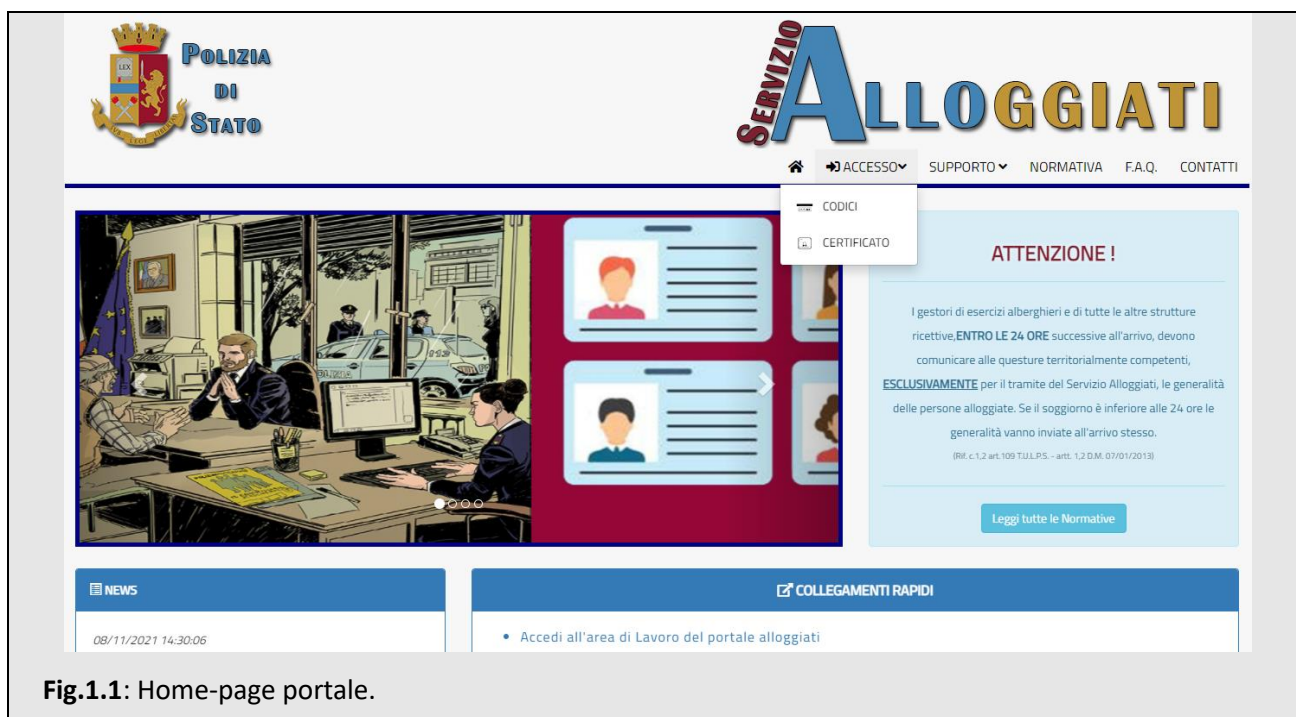 POLIZIA
DI
STATO
LEX
SERVIZIO
ALLOGGIATI
ACCESSO
SUPPORTO
NORMATIVA
F.A.Q.
CONTATTI
CODICI
CERTIFICATO
ATTENZIONE !
I gestori di esercizi alberghieri e di tutte le altre strutture
ricettive,ENTRO LE 24 ORE successive all'arrivo, devono
comunicare alle questure territorialmente competenti,
ESCLUSIVAMENTE per il tramite del Servizio Alloggiati, le generalità
delle persone alloggiate. Se il soggiorno è inferiore alle 24 ore le
generalità vanno inviate all'arrivo stesso.
(Rif. c.1,2 art.109 T.U.L.P.S. - artt. 1,2 D.M. 07/01/2013)
Leggi tutte le Normative
NEWS
08/11/2021 14:30:06
COLLEGAMENTI RAPIDI
• Accedi all'area di Lavoro del portale alloggiati
Fig.1.1: Home-page portale.